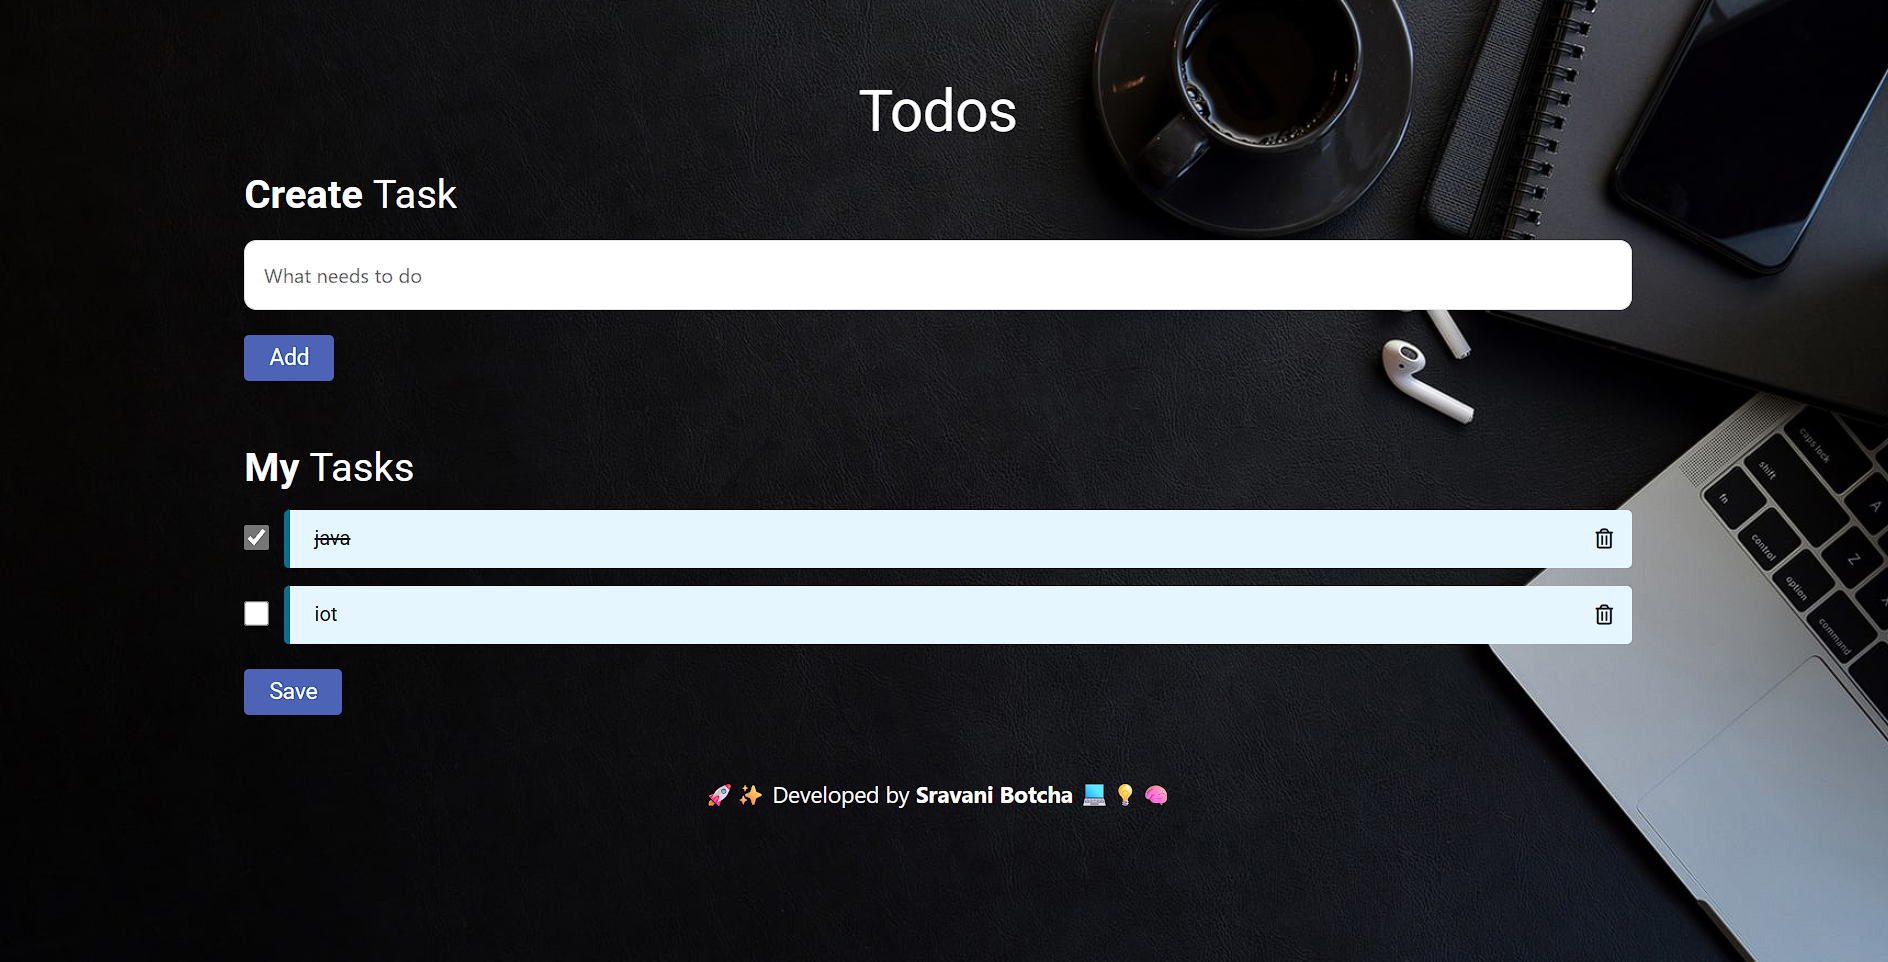 Todos
Create Task
What needs to do
Add
My Tasks
java
iot
Save
🚀 ✨ Developed by Sravani Botcha 💻 💡 🧠
caps lock
shift
fn
A
control
Z
option
command